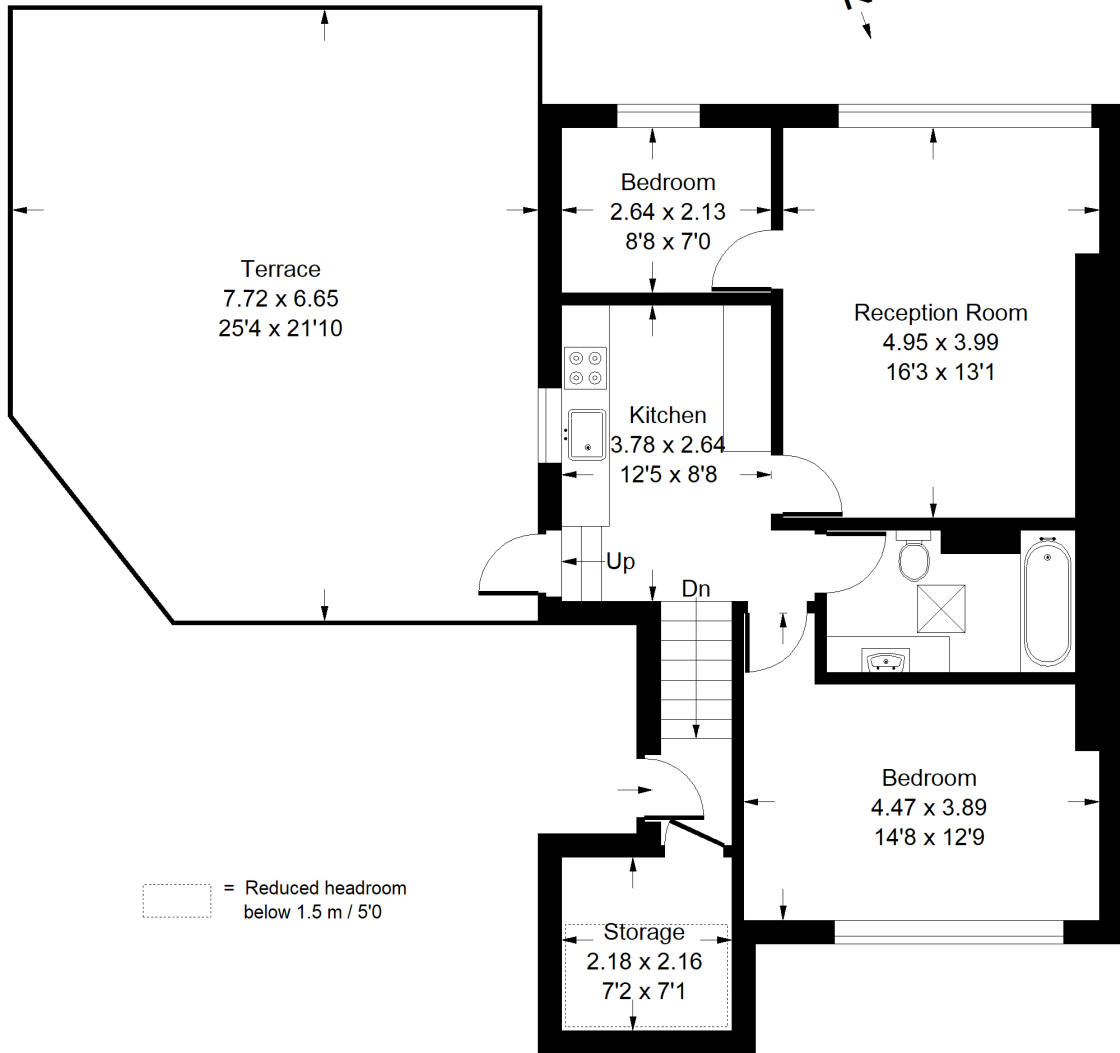 Bedroom
2.64 x 2.13
8'8 x 7'0
Terrace
7.72 x 6.65
25'4 x 21'10
Reception Room
4.95 x 3.99
16'3 x 13'1
Kitchen
3.78 x 2.64
12'5 x 8'8
Up
Dn
Bedroom
4.47 x 3.89
14'8 x 12'9
= Reduced headroom
below 1.5 m / 5'0
Storage
2.18 x 2.16
7'2 x 7'1